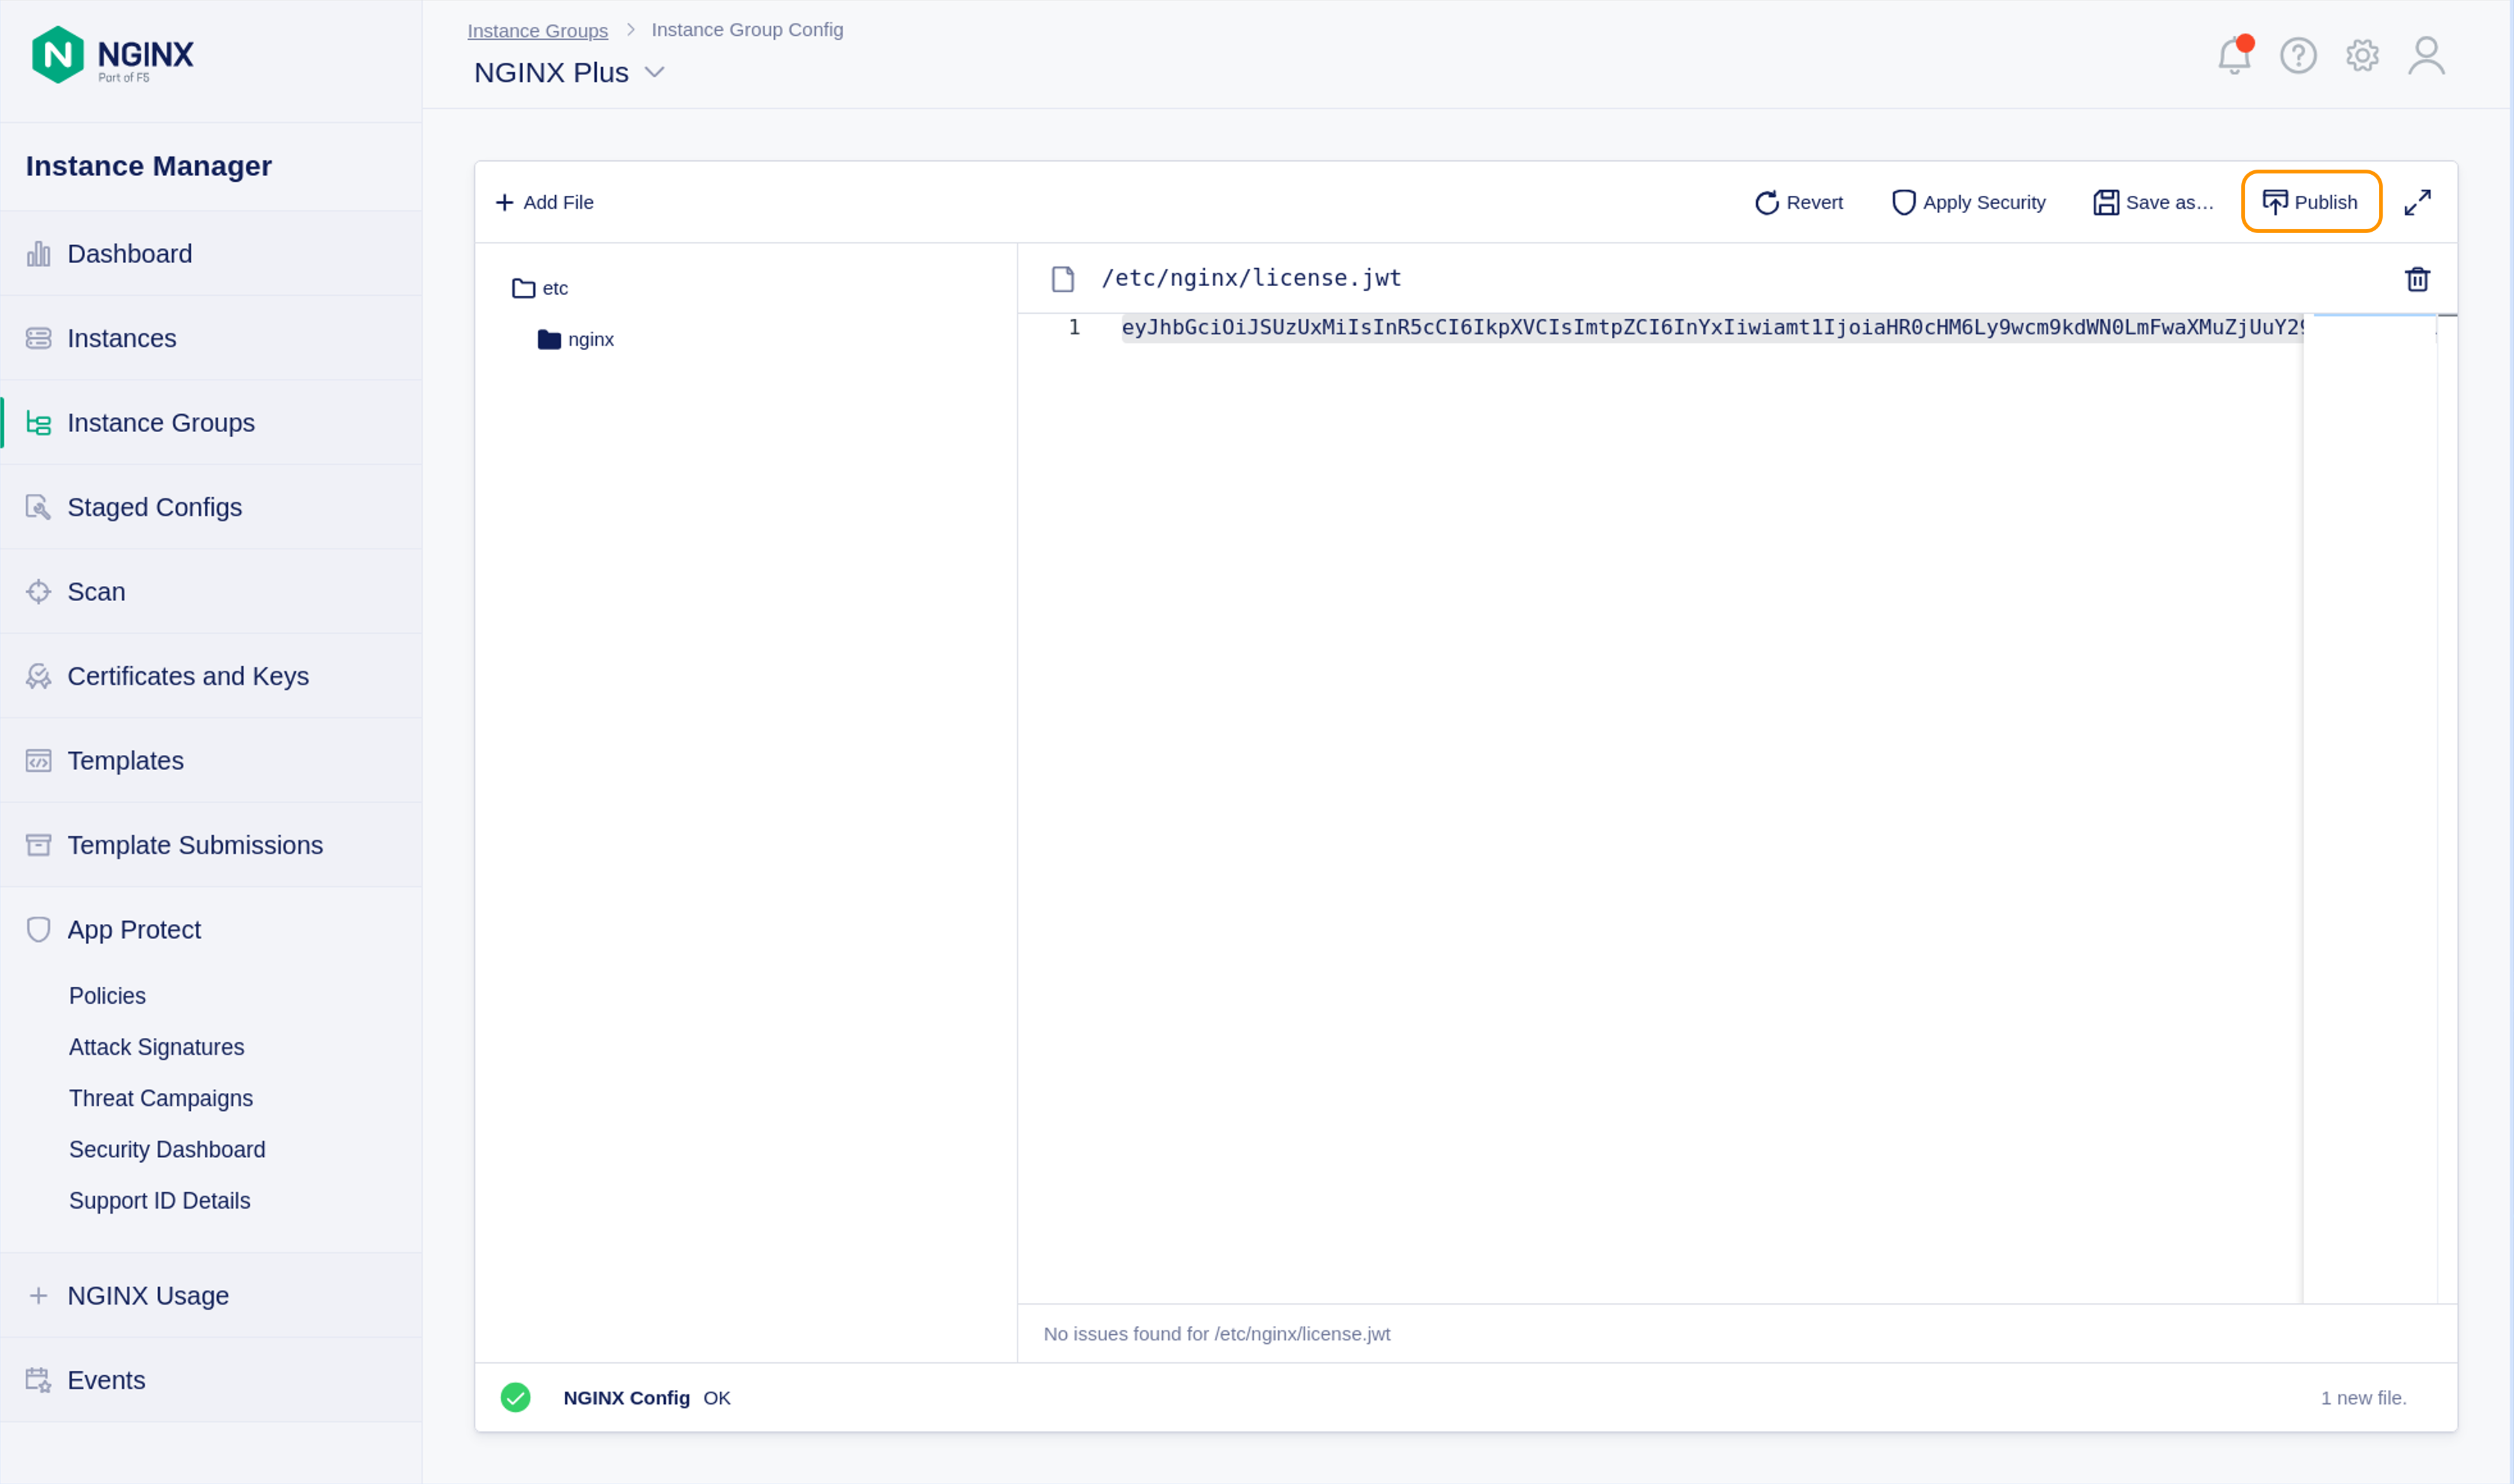 NGINX
Part of F5
Instance Manager
Dashboard
Instances
Instance Groups
Staged Configs
Scan
Certificates and Keys
Templates
Template Submissions
App Protect
Policies
Attack Signatures
Threat Campaigns
Security Dashboard
Support ID Details
NGINX Usage
Events
Instance Groups > Instance Group Config
NGINX Plus
Add File
Revert
Apply Security
Save as...
Publish
etc
nginx
/etc/nginx/license.jwt
1 eyJhbGciOiJSUzUxMiIsInR5cCI6IkpXVCIsImtpZCI6InYxIiwiamt1IjoiaHR0cHM6Ly9wcm9kdWN0LmFwaXMuZjUuY29
No issues found for /etc/nginx/license.jwt
NGINX Config OK
1 new file.